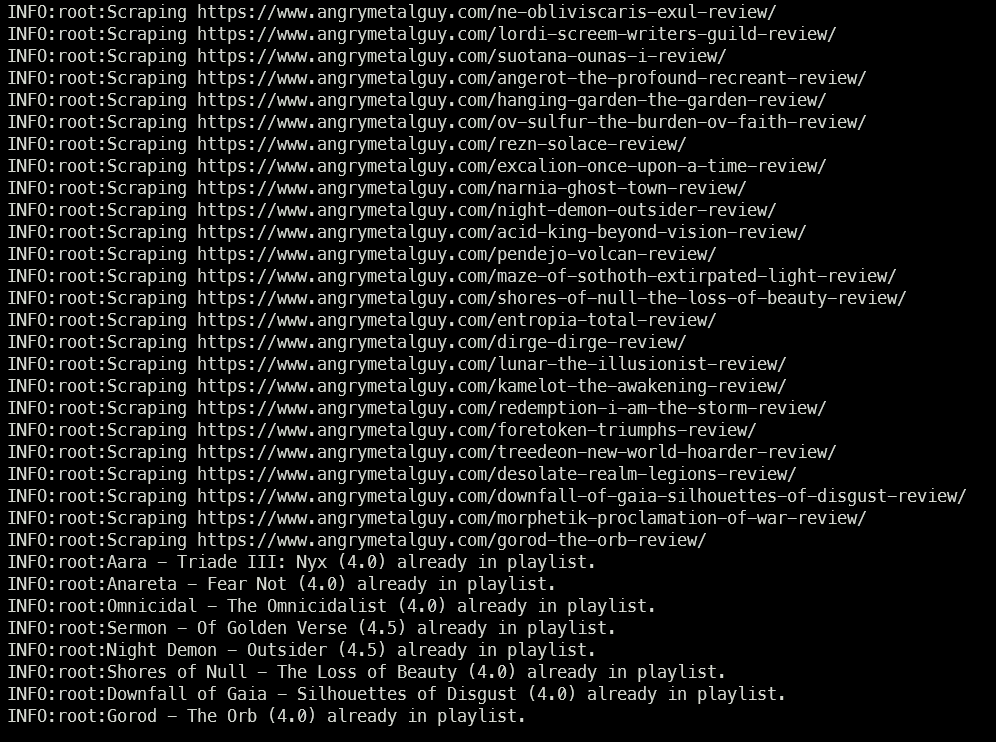 INFO:root:Scraping https://www.angrymetalguy.com/ne-obliviscaris-exul-review/
INFO:root:Scraping https://www.angrymetalguy.com/lordi-screem-writers-guild-review/
INFO:root:Scraping https://www.angrymetalguy.com/suotana-ounas-i-review/
INFO:root:Scraping https://www.angrymetalguy.com/angerot-the-profound-recreant-review/
INFO:root:Scraping https://www.angrymetalguy.com/hanging-garden-the-garden-review/
INFO:root:Scraping https://www.angrymetalguy.com/ov-sulfur-the-burden-ov-faith-review/
INFO:root:Scraping https://www.angrymetalguy.com/rezn-solace-review/
INFO:root:Scraping https://www.angrymetalguy.com/excalion-once-upon-a-time-review/
INFO:root:Scraping https://www.angrymetalguy.com/narnia-ghost-town-review/
INFO:root:Scraping https://www.angrymetalguy.com/night-demon-outsider-review/
INFO:root:Scraping https://www.angrymetalguy.com/acid-king-beyond-vision-review/
INFO:root:Scraping https://www.angrymetalguy.com/pendejo-volcan-review/
INFO:root:Scraping https://www.angrymetalguy.com/maze-of-sothoth-extirpated-light-review/
INFO:root:Scraping https://www.angrymetalguy.com/shores-of-null-the-loss-of-beauty-review/
INFO:root:Scraping https://www.angrymetalguy.com/entropia-total-review/
INFO:root:Scraping https://www.angrymetalguy.com/dirge-dirge-review/
INFO:root:Scraping https://www.angrymetalguy.com/lunar-the-illusionist-review/
INFO:root:Scraping https://www.angrymetalguy.com/kamelot-the-awakening-review/
INFO:root:Scraping https://www.angrymetalguy.com/redemption-i-am-the-storm-review/
INFO:root:Scraping https://www.angrymetalguy.com/foretoken-triumphs-review/
INFO:root:Scraping https://www.angrymetalguy.com/treedeon-new-world-hoarder-review/
INFO:root:Scraping https://www.angrymetalguy.com/desolate-realm-legions-review/
INFO:root:Scraping https://www.angrymetalguy.com/downfall-of-gaia-silhouettes-of-disgust-review/
INFO:root:Scraping https://www.angrymetalguy.com/morphetik-proclamation-of-war-review/
INFO:root:Scraping https://www.angrymetalguy.com/gorod-the-orb-review/
INFO:root:Aara – Triade III: Nyx (4.0) already in playlist.
INFO:root:Anareta – Fear Not (4.0) already in playlist.
INFO:root:Omnicidal – The Omnicidalist (4.0) already in playlist.
INFO:root:Sermon – Of Golden Verse (4.5) already in playlist.
INFO:root:Night Demon – Outsider (4.5) already in playlist.
INFO:root:Shores of Null – The Loss of Beauty (4.0) already in playlist.
INFO:root:Downfall of Gaia – Silhouettes of Disgust (4.0) already in playlist.
INFO:root:Gorod – The Orb (4.0) already in playlist.